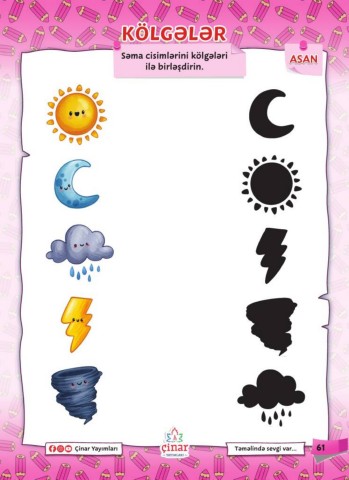 KÖLGƏLƏR
Səma cisimlərini kölgələri
ilə birləşdirin.
ASAN
Çinar Yayımları
çinar
Təməlində sevgi var...
61